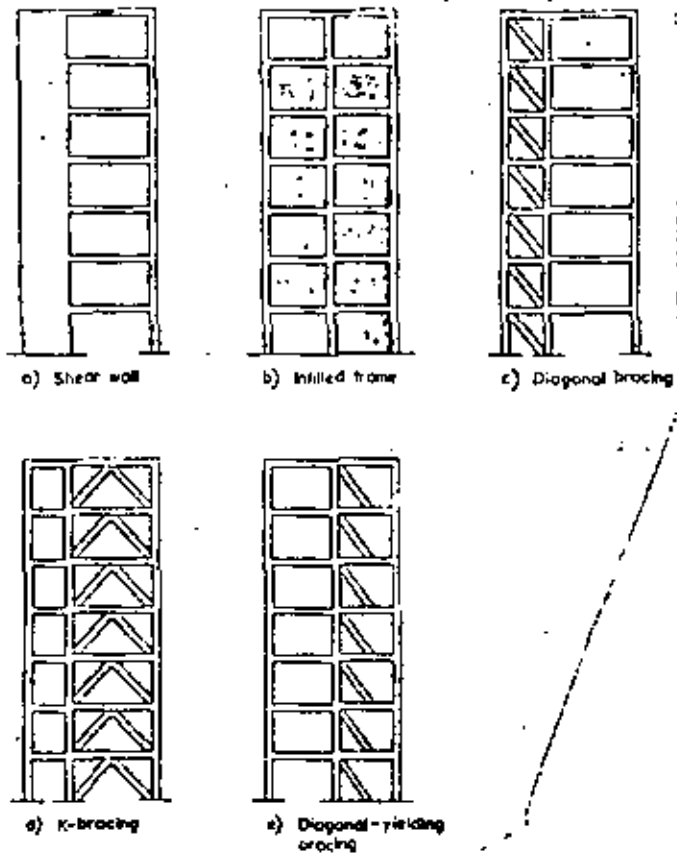 a) Shear wall
b) Infilled frame
c) Diagonal bracing
d) K-bracing
e) Diagonal-yielding
bracing